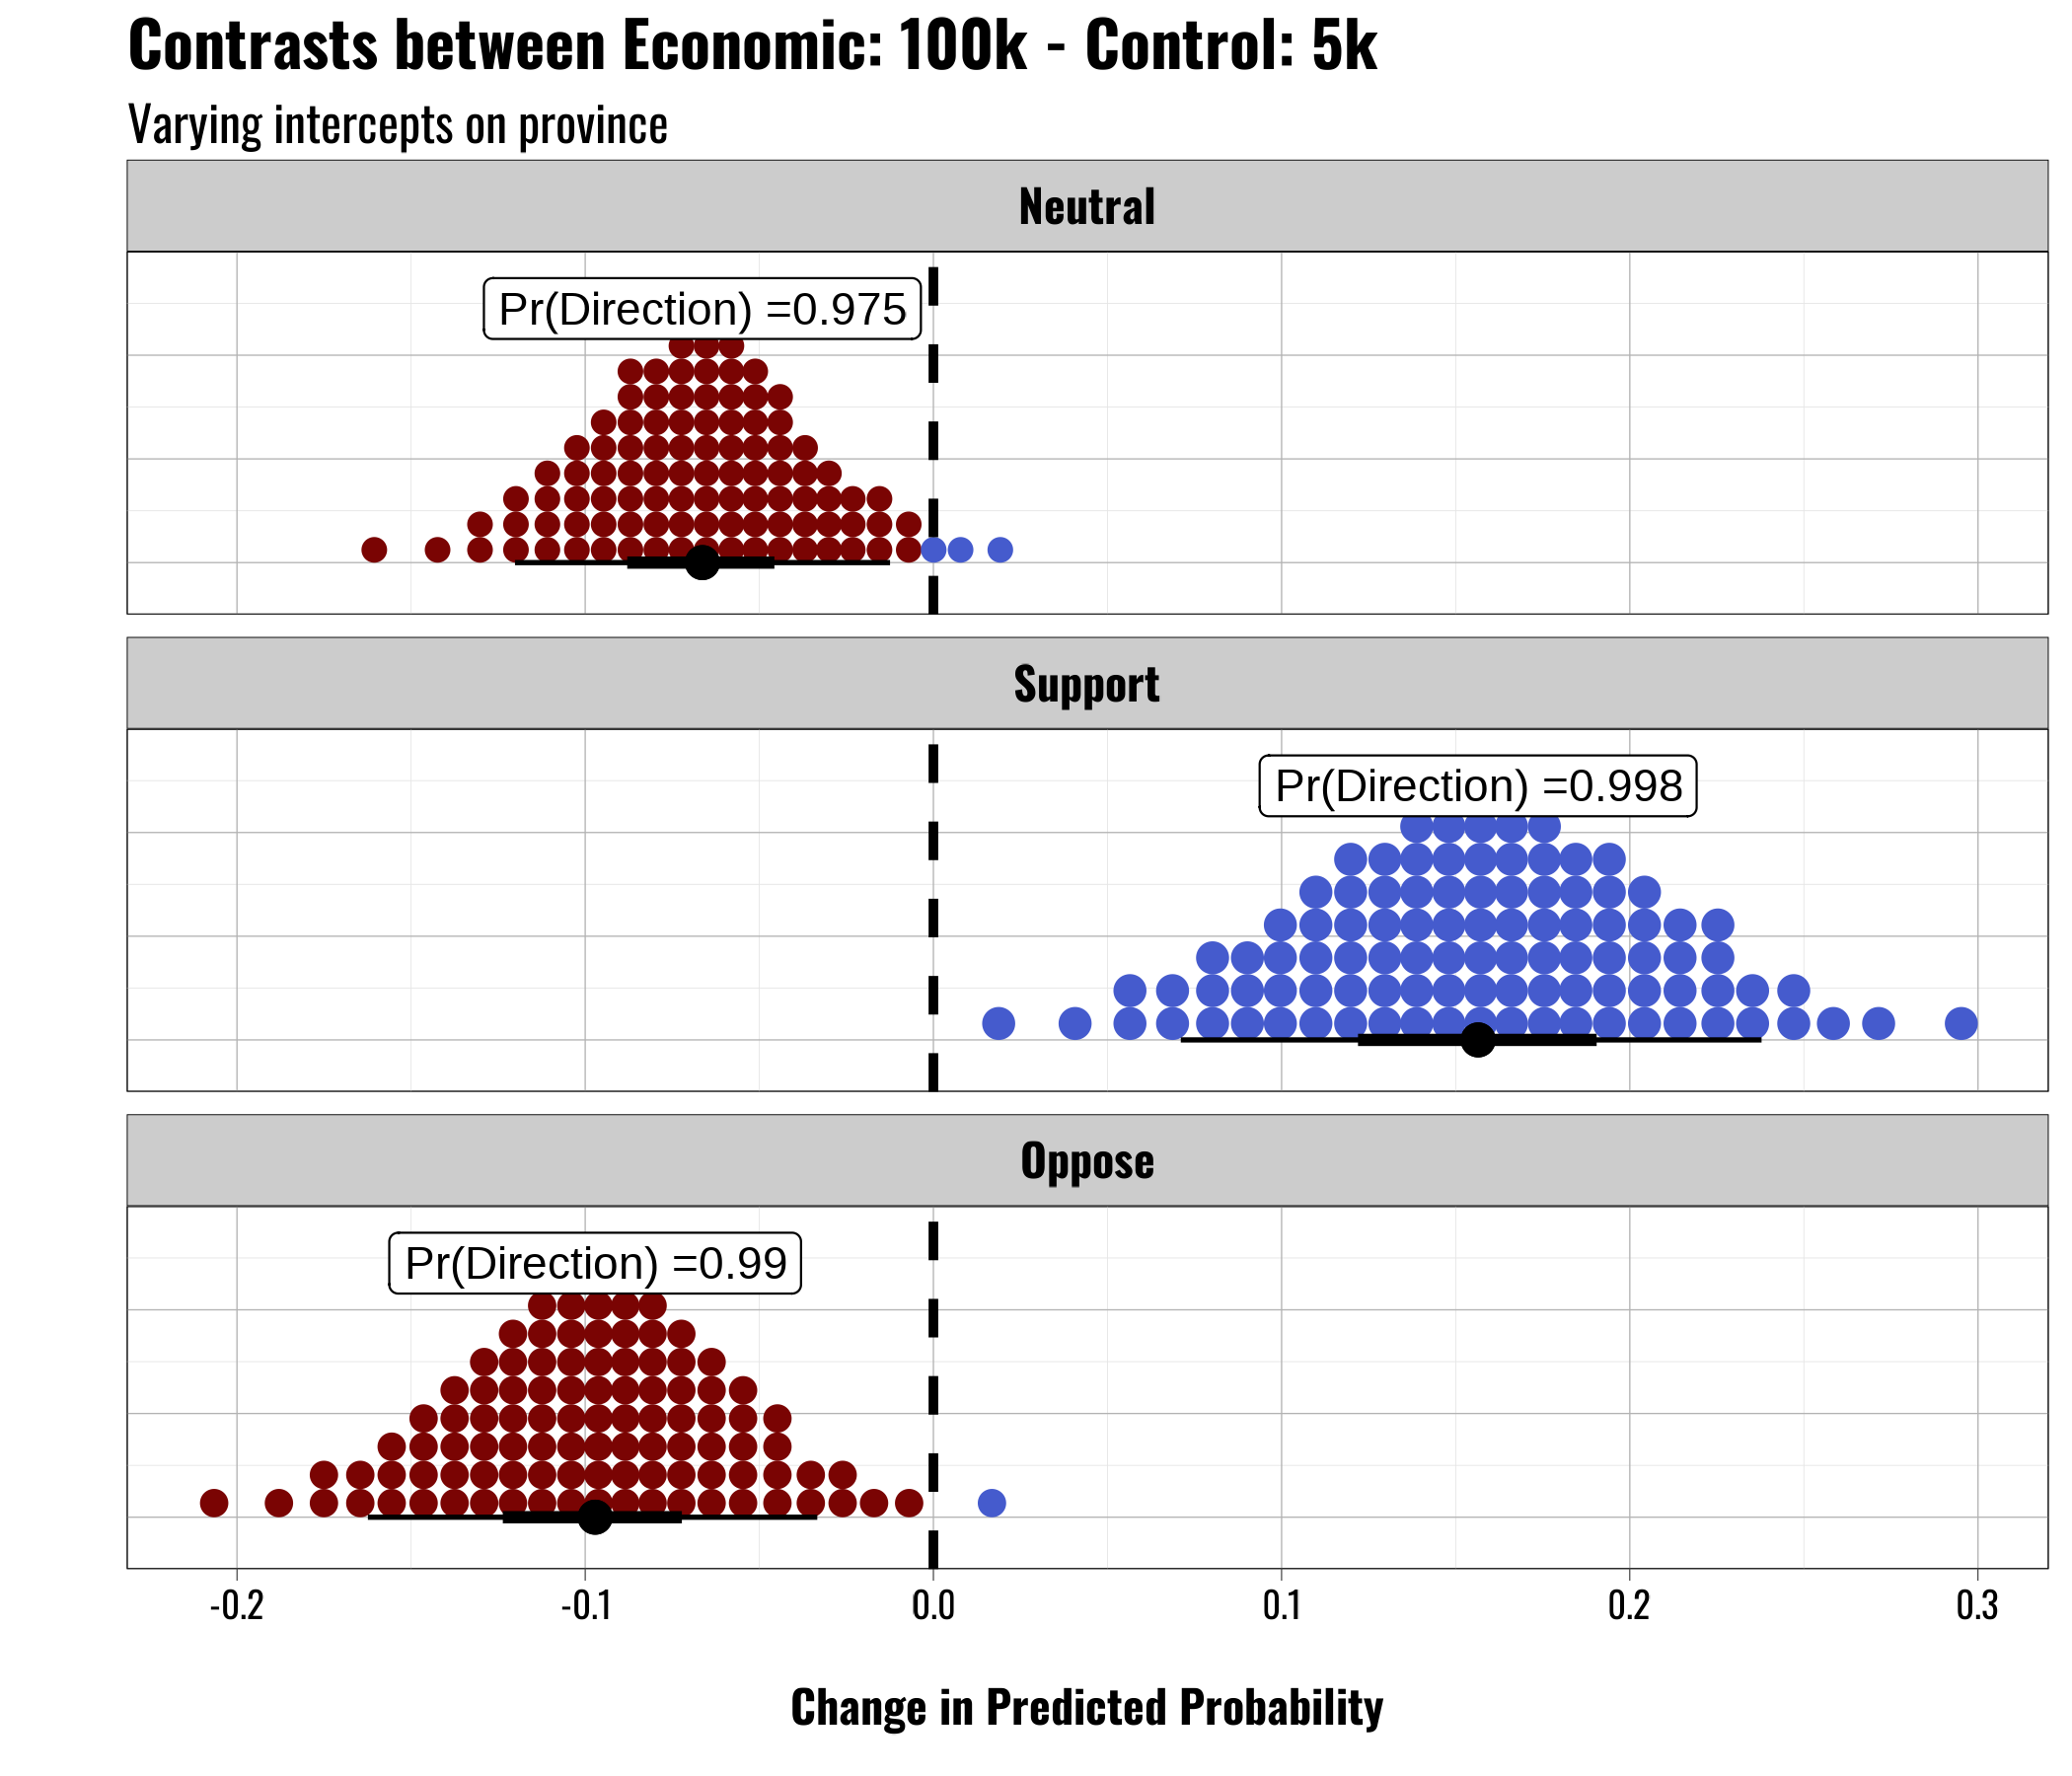 Contrasts between Economic: 100k - Control: 5k
Varying intercepts on province
Neutral
Pr(Direction) =0.975
Support
Pr(Direction) =0.998
Oppose
Pr(Direction) =0.99
-0.2 -0.1 0.0 0.1 0.2 0.3
Change in Predicted Probability